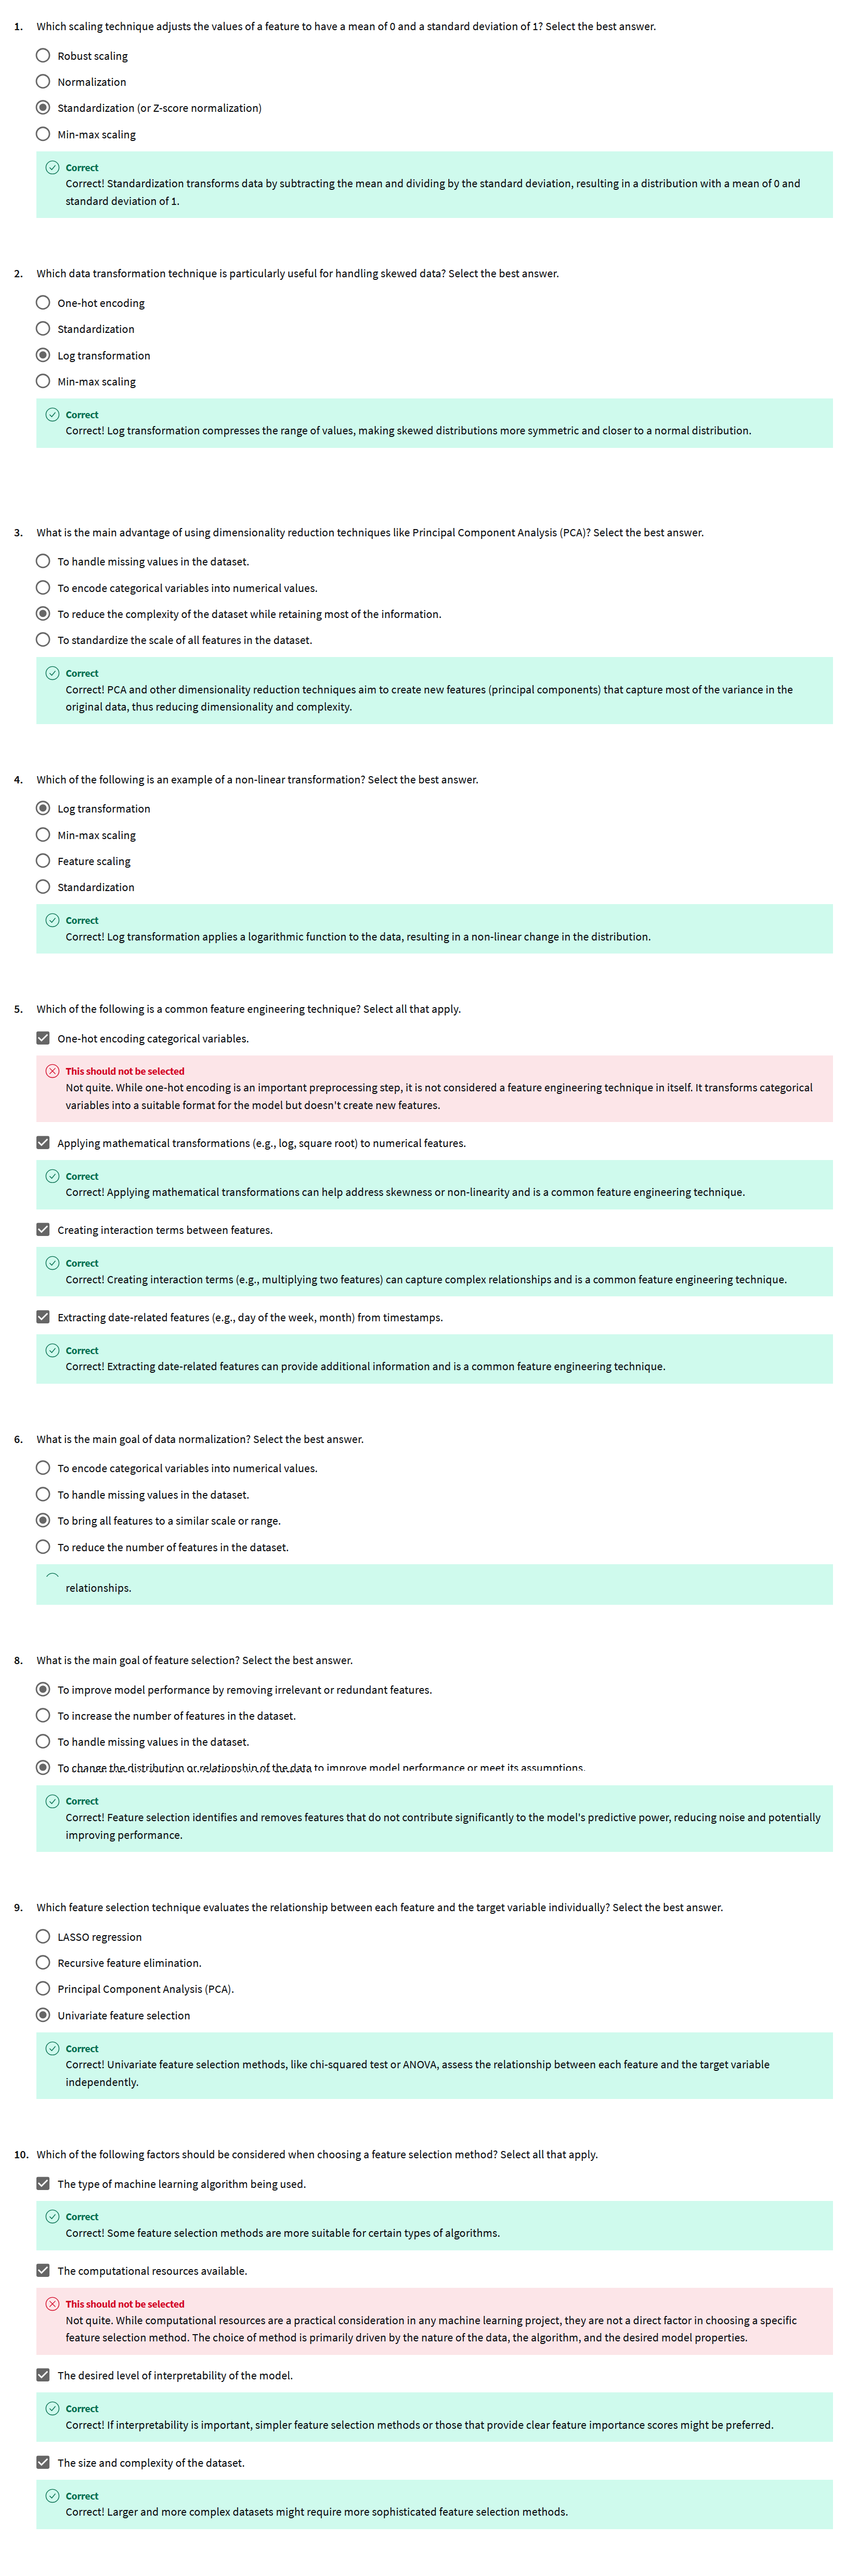 1. Which scaling technique adjusts the values of a feature to have a mean of 0 and a standard deviation of 1? Select the best answer.
Robust scaling
Normalization
Standardization (or Z-score normalization)
Min-max scaling
Correct
Correct! Standardization transforms data by subtracting the mean and dividing by the standard deviation, resulting in a distribution with a mean of 0 and
standard deviation of 1.
2. Which data transformation technique is particularly useful for handling skewed data? Select the best answer.
One-hot encoding
Standardization
Log transformation
Min-max scaling
Correct
Correct! Log transformation compresses the range of values, making skewed distributions more symmetric and closer to a normal distribution.
3. What is the main advantage of using dimensionality reduction techniques like Principal Component Analysis (PCA)? Select the best answer.
To handle missing values in the dataset.
To encode categorical variables into numerical values.
To reduce the complexity of the dataset while retaining most of the information.
To standardize the scale of all features in the dataset.
Correct
Correct! PCA and other dimensionality reduction techniques aim to create new features (principal components) that capture most of the variance in the
original data, thus reducing dimensionality and complexity.
4. Which of the following is an example of a non-linear transformation? Select the best answer.
Log transformation
Min-max scaling
Feature scaling
Standardization
Correct
Correct! Log transformation applies a logarithmic function to the data, resulting in a non-linear change in the distribution.
5. Which of the following is a common feature engineering technique? Select all that apply.
One-hot encoding categorical variables.
This should not be selected
Not quite. While one-hot encoding is an important preprocessing step, it is not considered a feature engineering technique in itself. It transforms categorical
variables into a suitable format for the model but doesn't create new features.
Applying mathematical transformations (e.g., log, square root) to numerical features.
Correct
Correct! Applying mathematical transformations can help address skewness or non-linearity and is a common feature engineering technique.
Creating interaction terms between features.
Correct
Correct! Creating interaction terms (e.g., multiplying two features) can capture complex relationships and is a common feature engineering technique.
Extracting date-related features (e.g., day of the week, month) from timestamps.
Correct
Correct! Extracting date-related features can provide additional information and is a common feature engineering technique.
6. What is the main goal of data normalization? Select the best answer.
To encode categorical variables into numerical values.
To handle missing values in the dataset.
To bring all features to a similar scale or range.
To reduce the number of features in the dataset.
relationships.
8. What is the main goal of feature selection? Select the best answer.
To improve model performance by removing irrelevant or redundant features.
To increase the number of features in the dataset.
To handle missing values in the dataset.
To change the distribution or relationship of the data to improve model performance or meet its assumptions.
Correct
Correct! Feature selection identifies and removes features that do not contribute significantly to the model's predictive power, reducing noise and potentially
improving performance.
9. Which feature selection technique evaluates the relationship between each feature and the target variable individually? Select the best answer.
LASSO regression
Recursive feature elimination.
Principal Component Analysis (PCA).
Univariate feature selection
Correct
Correct! Univariate feature selection methods, like chi-squared test or ANOVA, assess the relationship between each feature and the target variable
independently.
10. Which of the following factors should be considered when choosing a feature selection method? Select all that apply.
The type of machine learning algorithm being used.
Correct
Correct! Some feature selection methods are more suitable for certain types of algorithms.
The computational resources available.
This should not be selected
Not quite. While computational resources are a practical consideration in any machine learning project, they are not a direct factor in choosing a specific
feature selection method. The choice of method is primarily driven by the nature of the data, the algorithm, and the desired model properties.
The desired level of interpretability of the model.
Correct
Correct! If interpretability is important, simpler feature selection methods or those that provide clear feature importance scores might be preferred.
The size and complexity of the dataset.
Correct
Correct! Larger and more complex datasets might require more sophisticated feature selection methods.